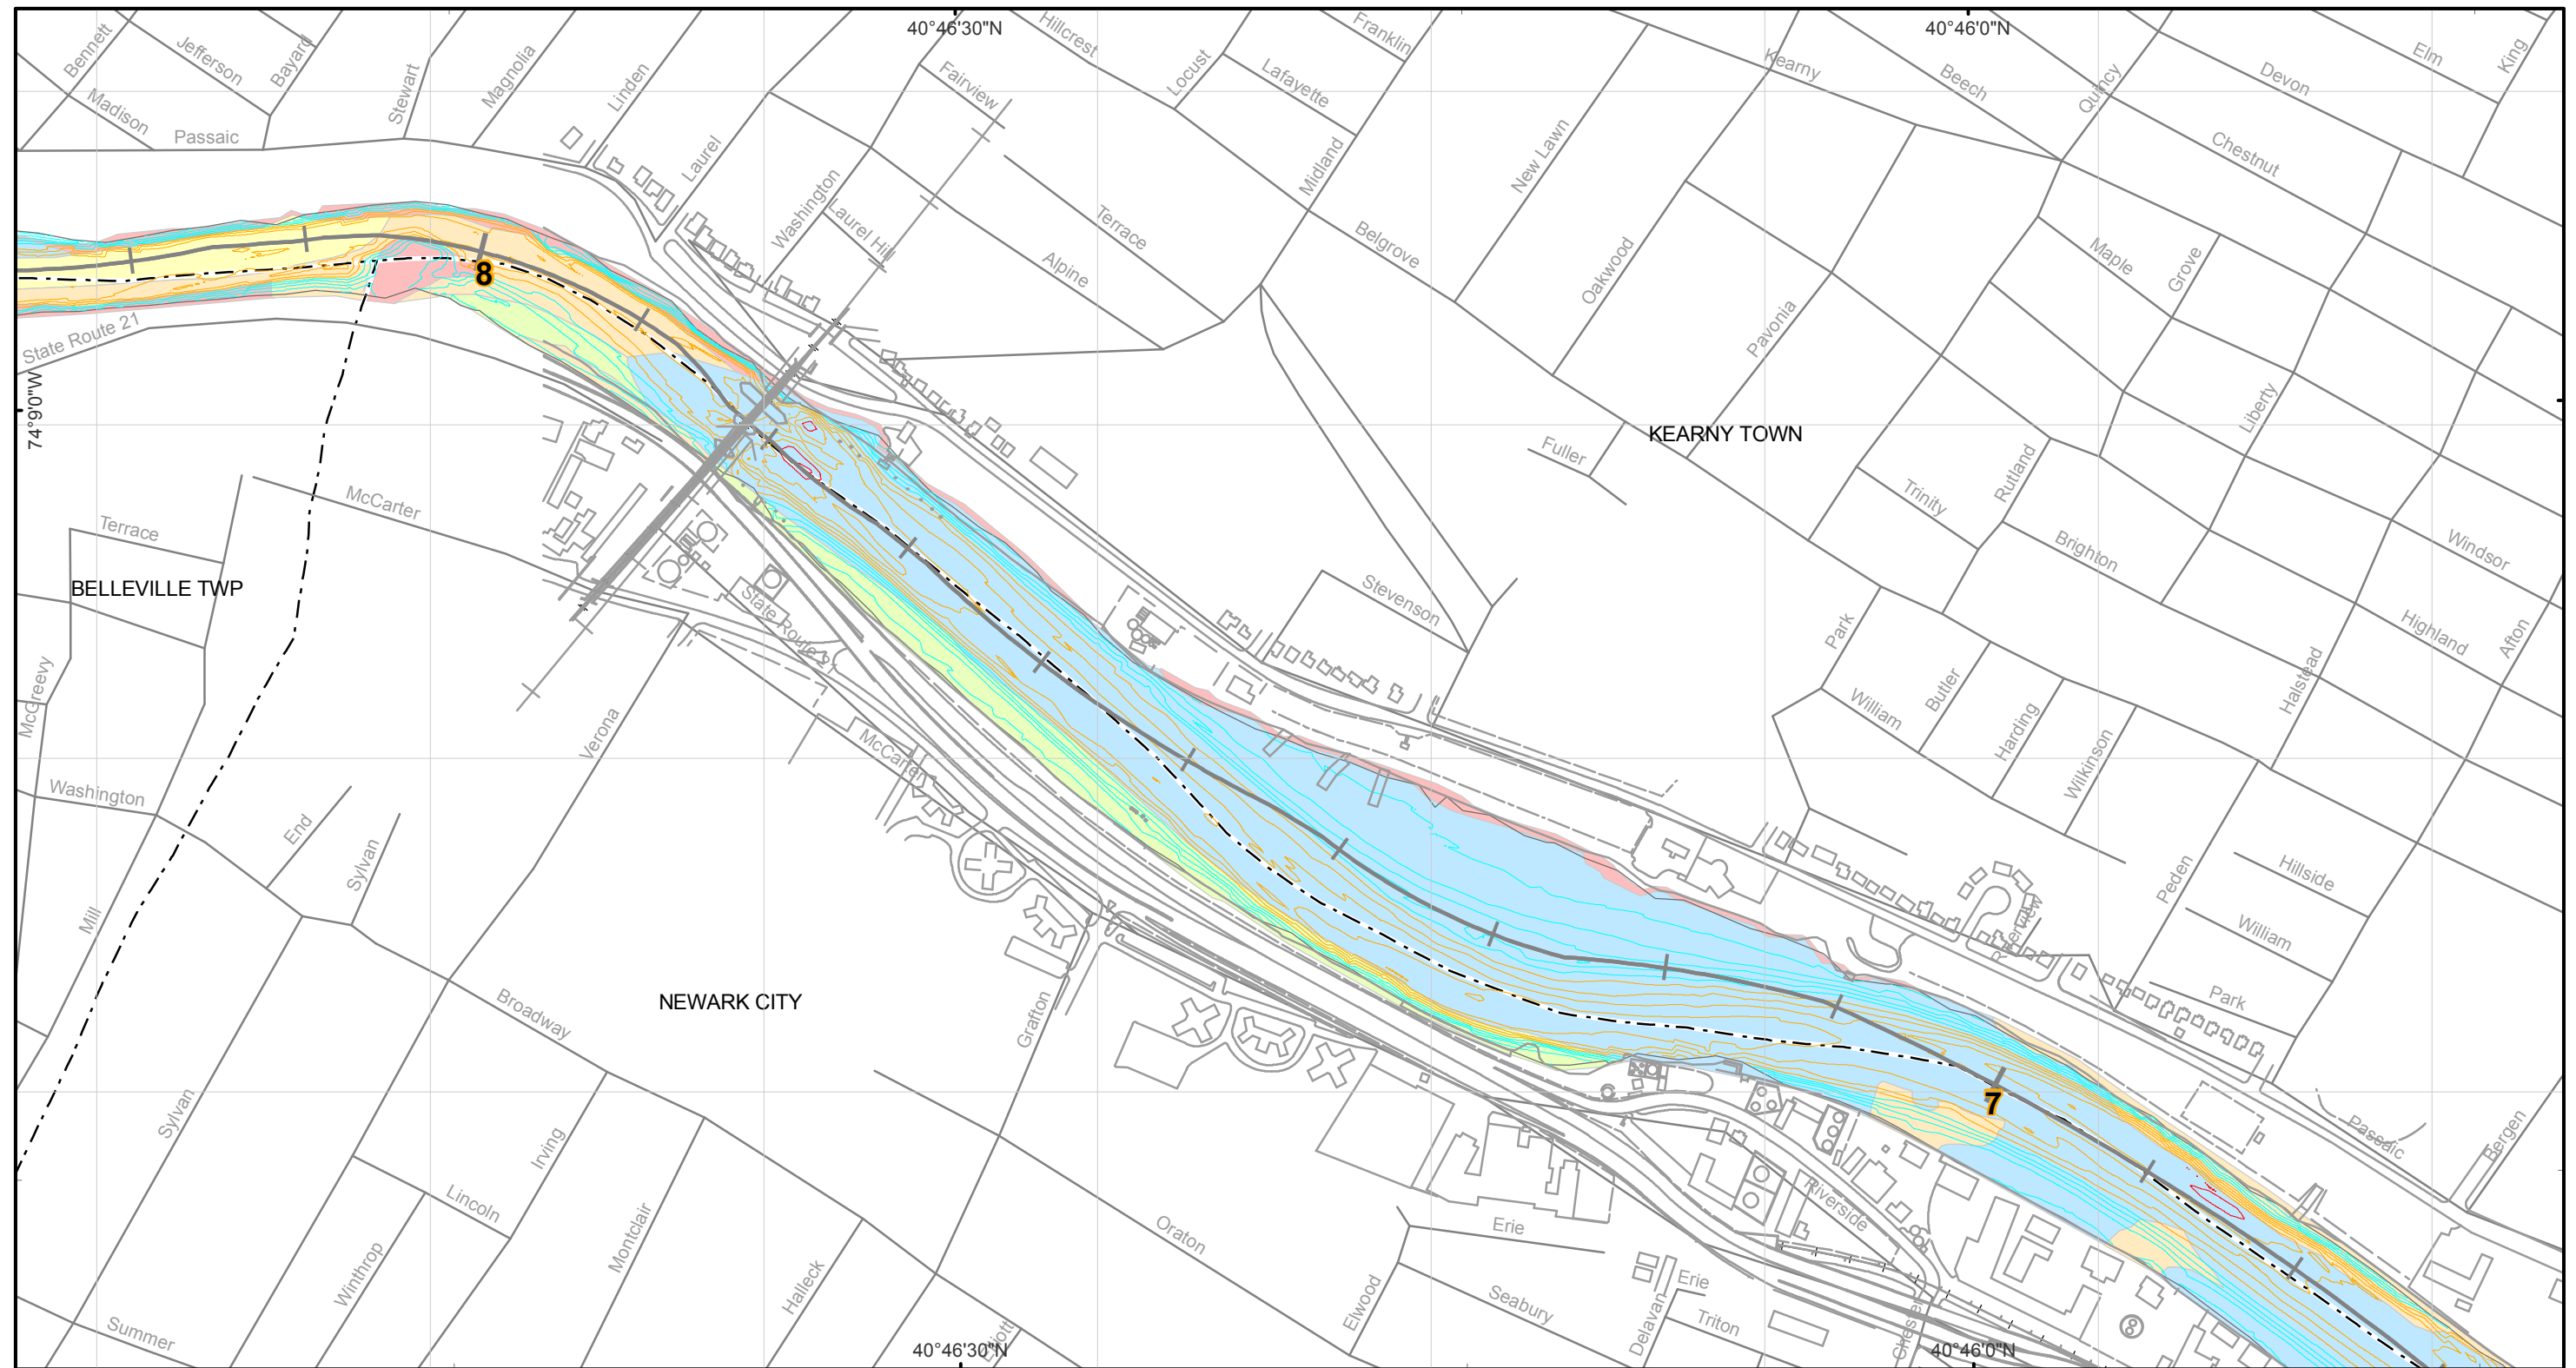 40°46'30"N
40°46'0"N
Bennett
Jefferson
Bayard
Stewart
Magnolia
Linden
Fairview
Hillcrest
Locust
Lafayette
Franklin
Kearny
Beech
Quincy
Devon
Elm
King
Madison
Passaic
Laurel
Washington
Laurel Hill
Terrace
Alpine
Midland
Belgrove
New Lawn
Oakwood
Pavonia
Chestnut
Maple
Grove
Liberty
8
State Route 21
74°9'0"W
KEARNY TOWN
Fuller
Trinity
Rutland
Brighton
Windsor
Highland
Afton
McCarter
Terrace
BELLEVILLE TWP
State Route 21
Stevenson
Park
William
Butler
Harding
Wilkinson
Halstead
McGreevy
Verona
McCarter
Washington
End
Sylvan
Mill
Peden
Hillside
William
Park
Riverview
NEWARK CITY
Broadway
Grafton
7
Passaic
Bergen
Sylvan
Irving
Lincoln
Winthrop
Montclair
Halleck
Oraton
Erie
Riverside
Elwood
Seabury
Erie
Delavan
Triton
Chester
Summer
Elliott
40°46'30"N
40°46'0"N